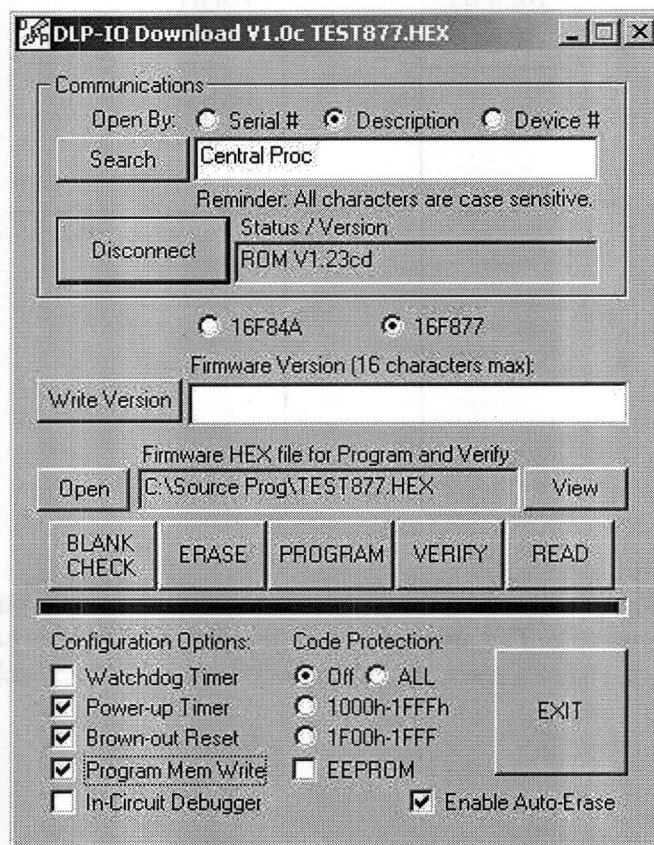 DLP-IO Download V1.0c TEST877.HEX
Communications
Open By: Serial # Description Device #
Search Central Proc
Reminder: All characters are case sensitive.
Status / Version
Disconnect ROM V1.23cd
16F84A 16F877
Firmware Version (16 characters max):
Write Version
Firmware HEX file for Program and Verify
Open C:\Source Prog\TEST877.HEX View
BLANK CHECK ERASE PROGRAM VERIFY READ
Configuration Options: Code Protection:
Watchdog Timer Off ALL
Power-up Timer 1000h-1FFFh EXIT
Brown-out Reset 1F00h-1FFF
Program Mem Write EEPROM
In-Circuit Debugger Enable Auto-Erase